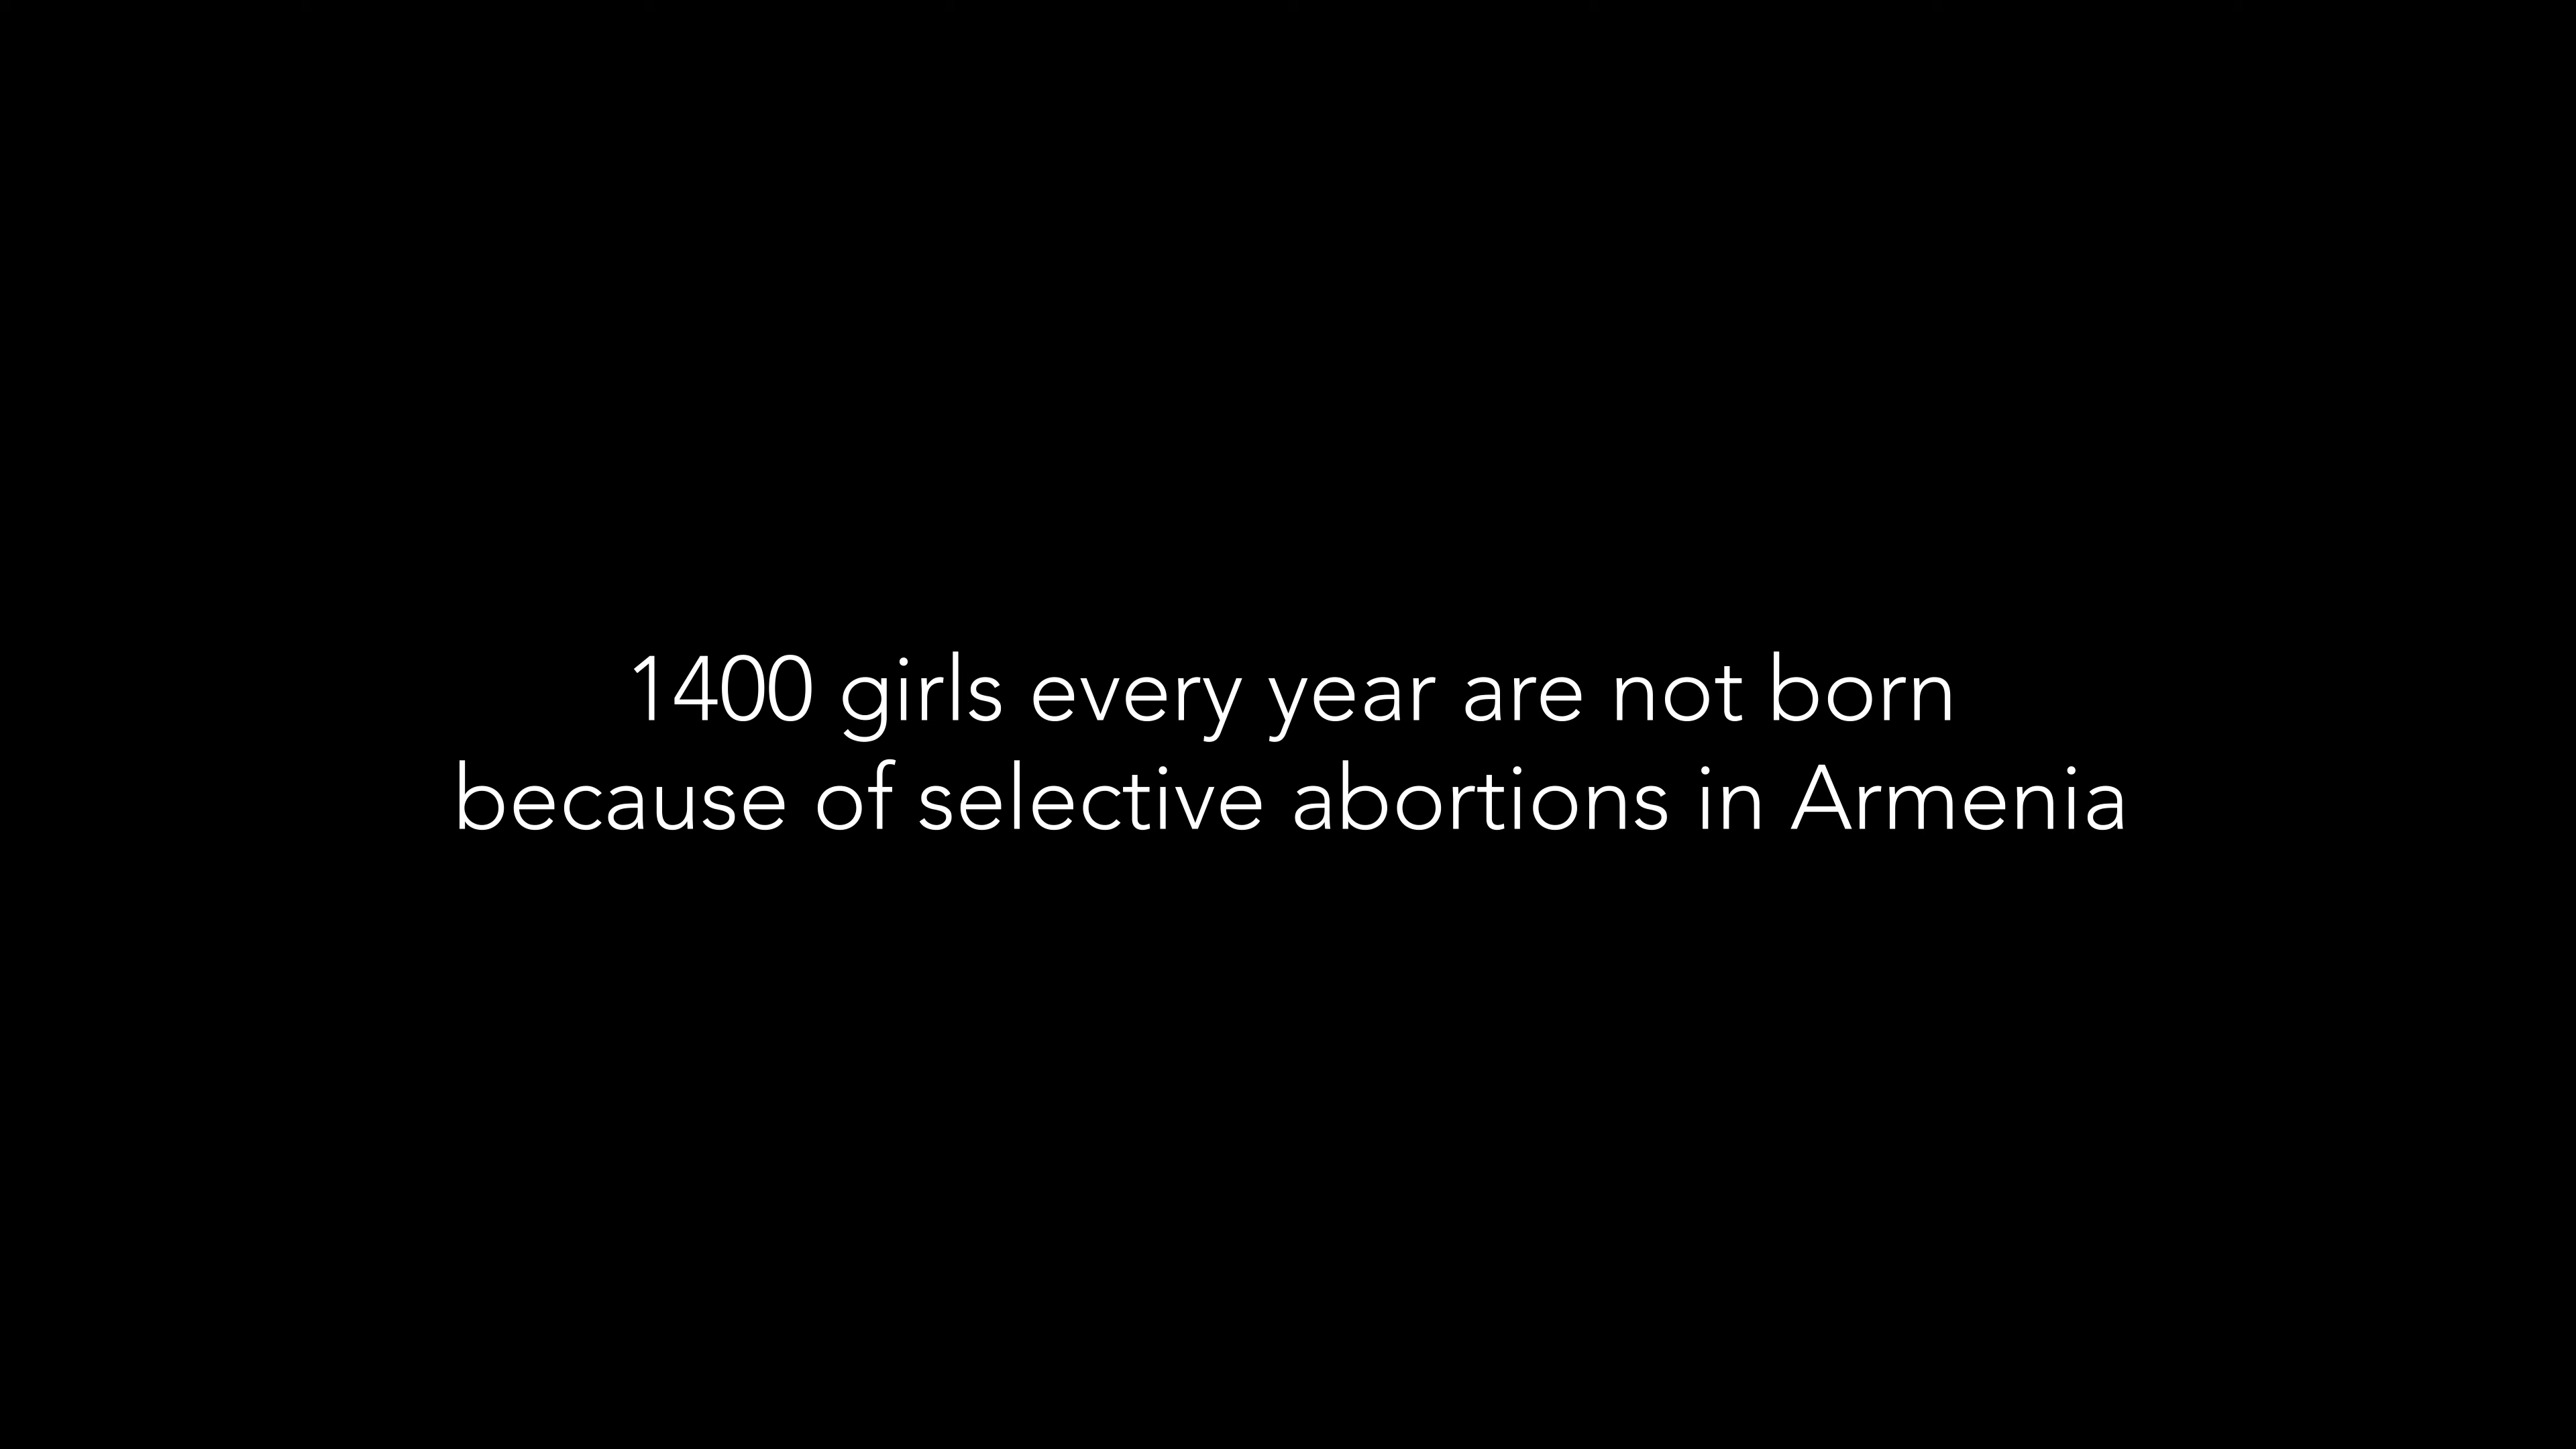 1400 girls every year are not born
because of selective abortions in Armenia